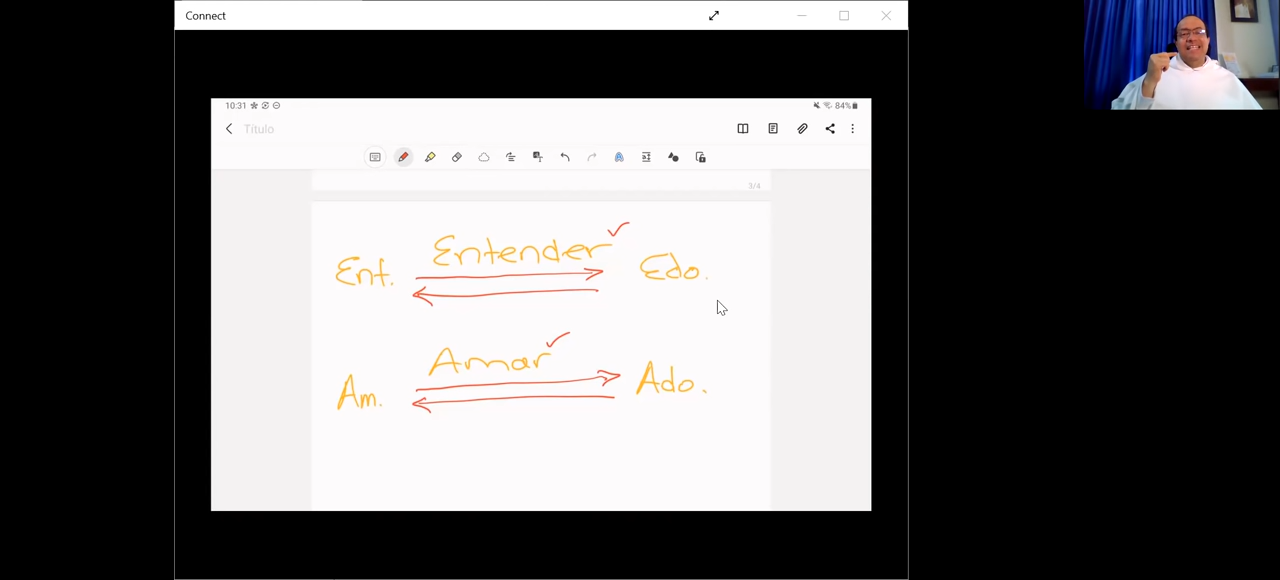 Connect
10:31 84%
Título
3/4
Entender
Ent. Edo.
Amar
Am. Ado.